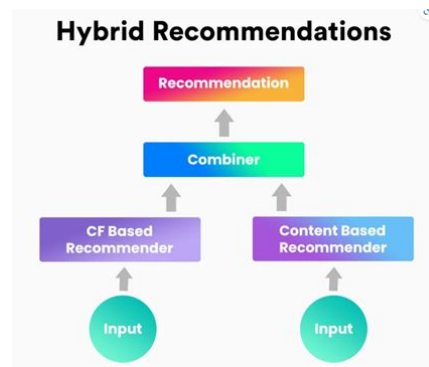 Hybrid Recommendations
Recommendation
Combiner
CF Based
Recommender
Content Based
Recommender
Input
Input